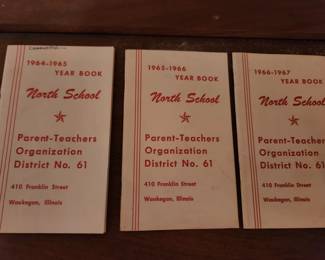 1964-1965
YEAR BOOK
North School
Parent-Teachers
Organization
District No. 61
410 Franklin Street
Waukegan, Illinois
1965-1966
YEAR BOOK
North School
Parent-Teachers
Organization
District No. 61
410 Franklin Street
Waukegan, Illinois
1966-1967
YEAR BOOK
North School
Parent-Teachers
Organization
District No. 61
410 Franklin Street
Waukegan, Illinois